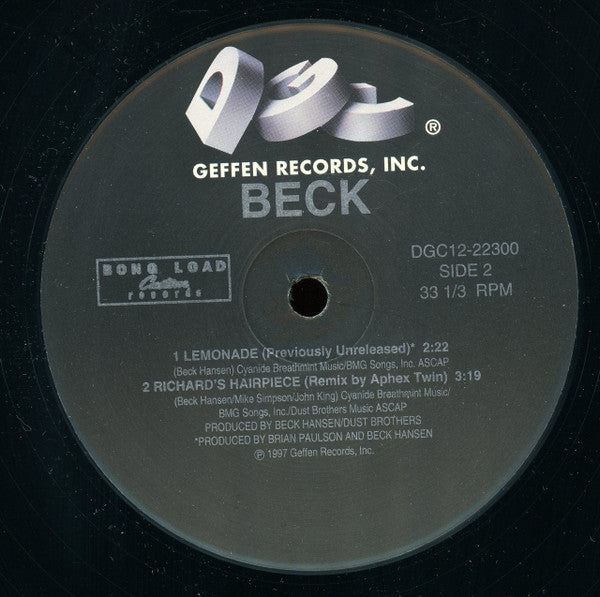 DGC ®
GEFFEN RECORDS, INC.
BECK
BONG LOAD
Custom
records
DGC12-22300
SIDE 2
33 1/3 RPM
1 LEMONADE (Previously Unreleased)* 2:22
(Beck Hansen) Cyanide Breathmint Music/BMG Songs, Inc. ASCAP
2 RICHARD'S HAIRPIECE (Remix by Aphex Twin) 3:19
(Beck Hansen/Mike Simpson/John King) Cyanide Breathmint Music/
BMG Songs, Inc./Dust Brothers Music ASCAP
PRODUCED BY BECK HANSEN/DUST BROTHERS
*PRODUCED BY BRIAN PAULSON AND BECK HANSEN
℗ 1997 Geffen Records, Inc.